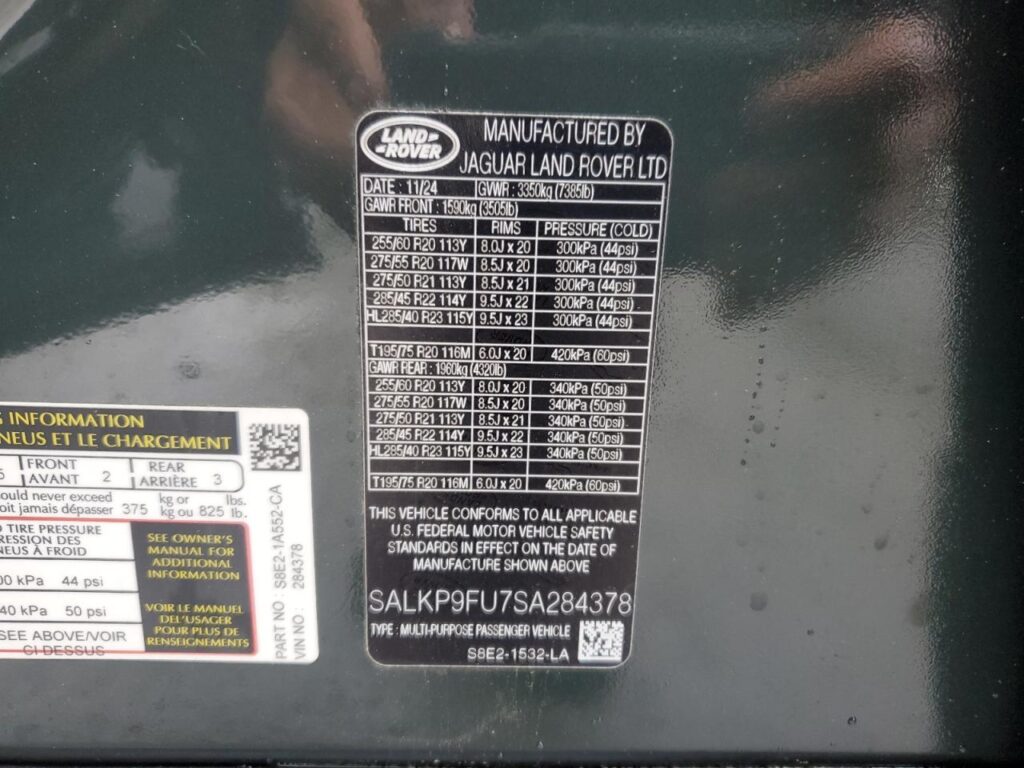 LAND-
-ROVER
MANUFACTURED BY
JAGUAR LAND ROVER LTD
DATE : 11/24 GVWR : 3350kg (7385lb)
GAWR FRONT : 1590kg (3505lb)
TIRES RIMS PRESSURE (COLD)
255/60 R20 113Y 8.0J x 20 300kPa (44psi)
275/55 R20 117W 8.5J x 20 300kPa (44psi)
275/50 R21 113Y 8.5J x 21 300kPa (44psi)
285/45 R22 114Y 9.5J x 22 300kPa (44psi)
HL285/40 R23 115Y 9.5J x 23 300kPa (44psi)
T195/75 R20 116M 6.0J x 20 420kPa (60psi)
GAWR REAR : 1960kg (4320lb)
255/60 R20 113Y 8.0J x 20 340kPa (50psi)
275/55 R20 117W 8.5J x 20 340kPa (50psi)
275/50 R21 113Y 8.5J x 21 340kPa (50psi)
285/45 R22 114Y 9.5J x 22 340kPa (50psi)
HL285/40 R23 115Y 9.5J x 23 340kPa (50psi)
T195/75 R20 116M 6.0J x 20 420kPa (60psi)
THIS VEHICLE CONFORMS TO ALL APPLICABLE
U.S. FEDERAL MOTOR VEHICLE SAFETY
STANDARDS IN EFFECT ON THE DATE OF
MANUFACTURE SHOWN ABOVE
SALKP9FU7SA284378
TYPE : MULTI-PURPOSE PASSENGER VEHICLE
S8E2-1532-LA
INFORMATION
ET LE CHARGEMENT
5 FRONT REAR
AVANT 2 ARRIÈRE 3
should never exceed kg or lbs.
doit jamais dépasser 375 kg ou 825 lb.
TIRE PRESSURE
DES
À FROID
kPa 44 psi
kPa 50 psi
SEE ABOVE/VOIR
CI DESSUS
SEE OWNER'S
MANUAL FOR
ADDITIONAL
INFORMATION
VOIR LE MANUEL
DEL'USAGER
POUR PLUS DE
RENSEIGNEMENTS
PART NO : S8E2-1A552-CA
VIN NO : 284378